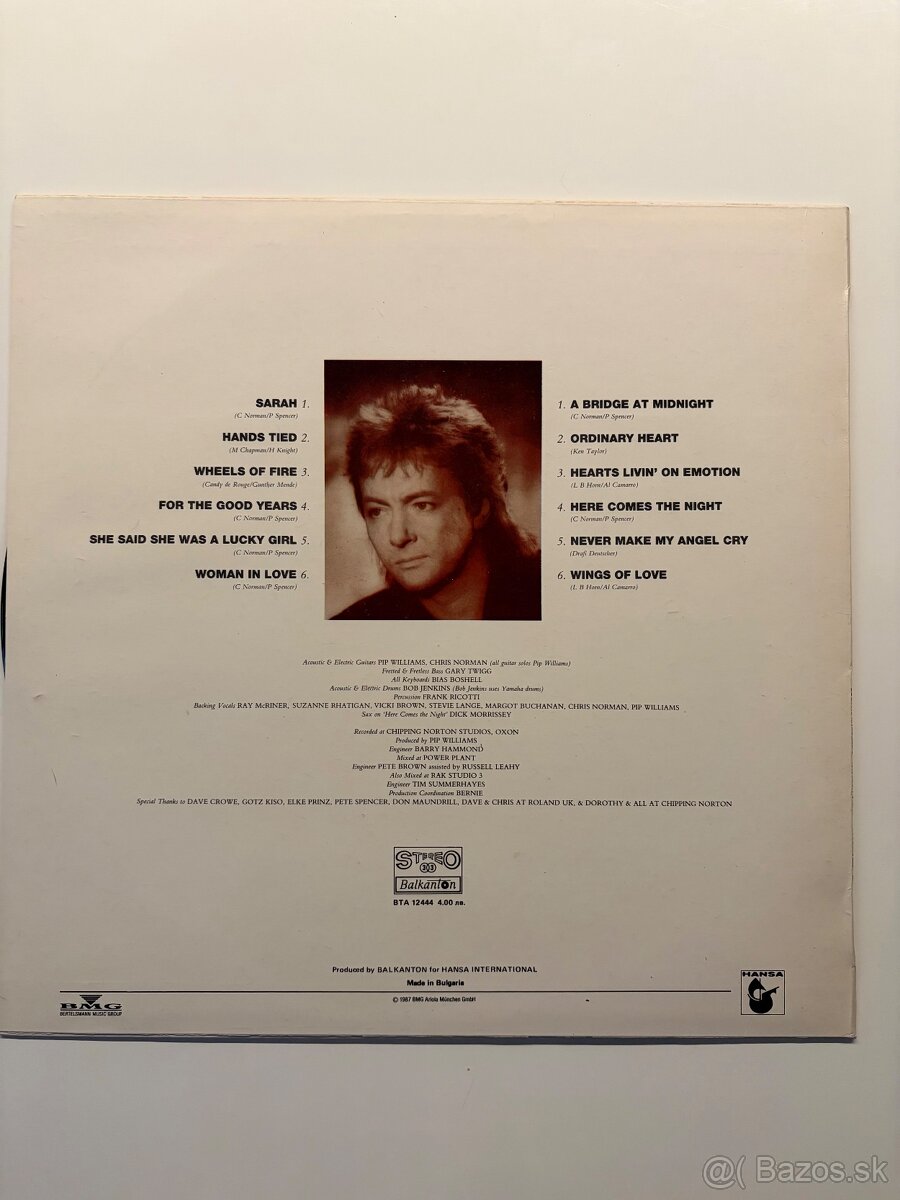 SARAH 1.
(C Norman/P Spencer)
HANDS TIED 2.
(M Chapman/H Knight)
WHEELS OF FIRE 3.
(Candy de Rouge/Gunther Mende)
FOR THE GOOD YEARS 4.
(C Norman/P Spencer)
SHE SAID SHE WAS A LUCKY GIRL 5.
(C Norman/P Spencer)
WOMAN IN LOVE 6.
(C Norman/P Spencer)
1. A BRIDGE AT MIDNIGHT
(C Norman/P Spencer)
2. ORDINARY HEART
(Ken Taylor)
3. HEARTS LIVIN' ON EMOTION
(L B Horn/Al Camarro)
4. HERE COMES THE NIGHT
(C Norman/P Spencer)
5. NEVER MAKE MY ANGEL CRY
(Drafi Deutscher)
6. WINGS OF LOVE
(L B Horn/Al Camarro)
Acoustic & Electric Guitars PIP WILLIAMS, CHRIS NORMAN (all guitar solos Pip Williams)
Fretted & Fretless Bass GARY TWIGG
All Keyboards BIAS BOSHELL
Acoustic & Electric Drums BOB JENKINS (Bob Jenkins uses Yamaha drums)
Percussion FRANK RICOTTI
Backing Vocals RAY McRINER, SUZANNE RHATIGAN, VICKI BROWN, STEVIE LANGE, MARGOT BUCHANAN, CHRIS NORMAN, PIP WILLIAMS
Sax on 'Here Comes the Night' DICK MORRISSEY
Recorded at CHIPPING NORTON STUDIOS, OXON
Produced by PIP WILLIAMS
Engineer BARRY HAMMOND
Mixed at POWER PLANT
Engineer PETE BROWN assisted by RUSSELL LEAHY
Also Mixed at RAK STUDIO 3
Engineer TIM SUMMERHAYES
Production Coordination BERNIE
Special Thanks to DAVE CROWE, GOTZ KISO, ELKE PRINZ, PETE SPENCER, DON MAUNDRILL, DAVE & CHRIS AT ROLAND UK, & DOROTHY & ALL AT CHIPPING NORTON
STEREO
33
Balkanton
ВТА 12444 4.00 лв.
Produced by BALKANTON for HANSA INTERNATIONAL
Made in Bulgaria
© 1987 BMG Ariola München GmbH
BMG
BERTELSMANN MUSIC GROUP
HANSA
@( Bazos.sk